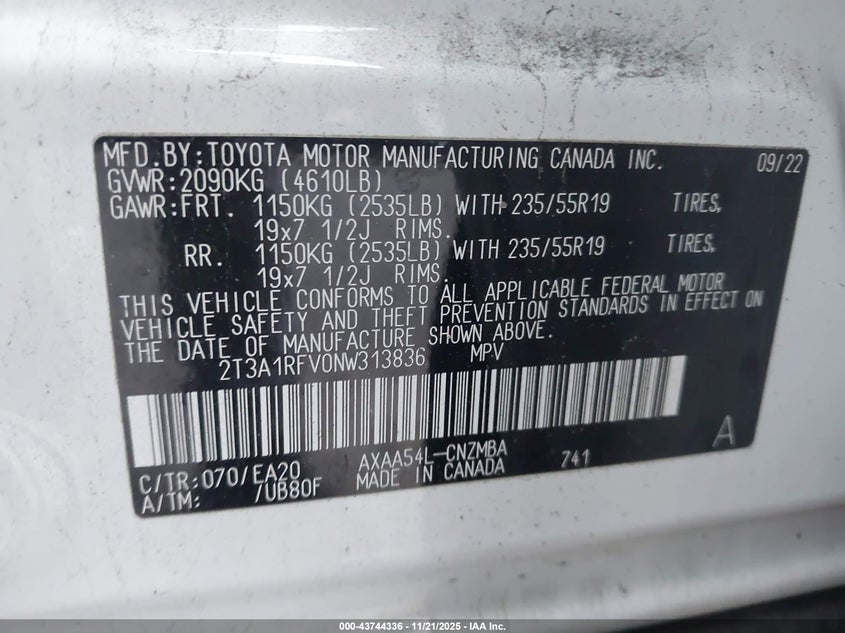 MFD.BY:TOYOTA MOTOR MANUFACTURING CANADA INC. 09/22
GVWR:2090KG (4610LB)
GAWR:FRT. 1150KG (2535LB) WITH 235/55R19 TIRES,
19x7 1/2J RIMS.
RR. 1150KG (2535LB) WITH 235/55R19 TIRES,
19x7 1/2J RIMS.
THIS VEHICLE CONFORMS TO ALL APPLICABLE FEDERAL MOTOR
VEHICLE SAFETY AND THEFT PREVENTION STANDARDS IN EFFECT ON
THE DATE OF MANUFACTURE SHOWN ABOVE.
2T3A1RFV0NW313836 MPV
A
C/TR:070/EA20 AXAA54L-CNZMBA 741
A/TM: /UB80F MADE IN CANADA
000-43744336 - 11/21/2025 - IAA Inc.